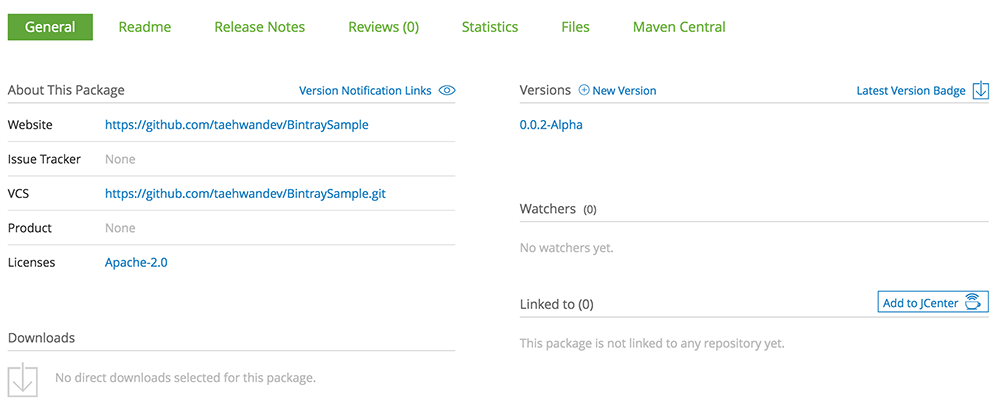 General Readme Release Notes Reviews (0) Statistics Files Maven Central
About This Package Version Notification Links
Website https://github.com/taehwandev/BintraySample
Issue Tracker None
VCS https://github.com/taehwandev/BintraySample.git
Product None
Licenses Apache-2.0
Downloads
No direct downloads selected for this package.
Versions New Version Latest Version Badge
0.0.2-Alpha
Watchers (0)
No watchers yet.
Linked to (0) Add to JCenter
This package is not linked to any repository yet.